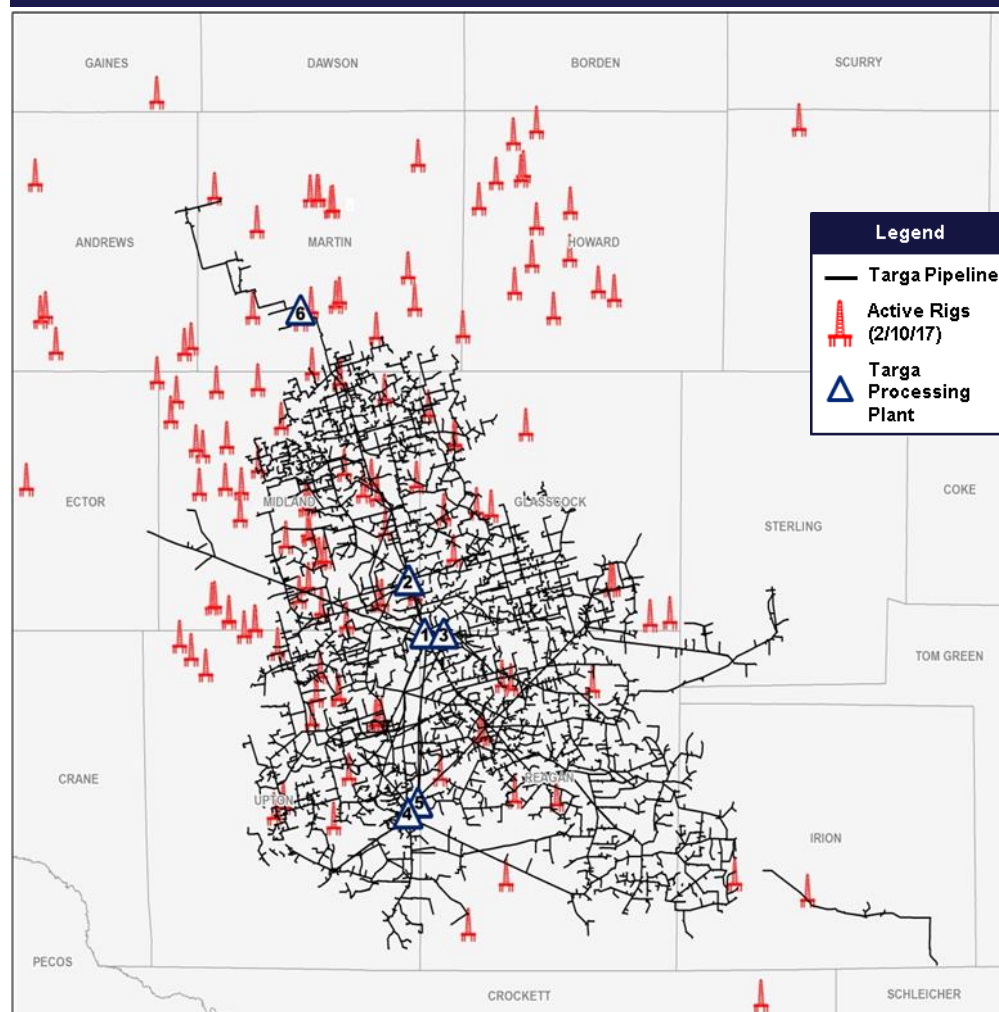 GAINES
DAWSON
BORDEN
SCURRY
ANDREWS
MARTIN
HOWARD
Legend
Targa Pipeline
Active Rigs
(2/10/17)
Targa
Processing
Plant
6
ECTOR
MIDLAND
GLASSCOCK
COKE
STERLING
2
1
3
TOM GREEN
CRANE
UPTON
REAGAN
5
4
IRION
PECOS
CROCKETT
SCHLEICHER